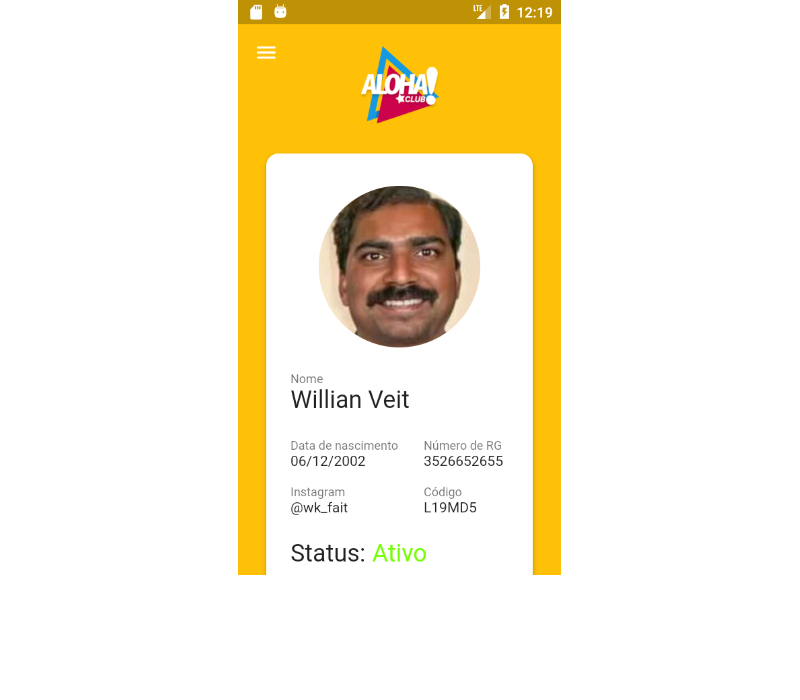 LTE 12:19
ALOHA!
CLUB
Nome
Willian Veit
Data de nascimento Número de RG
06/12/2002 3526652655
Instagram Código
@wk_fait L19MD5
Status: Ativo